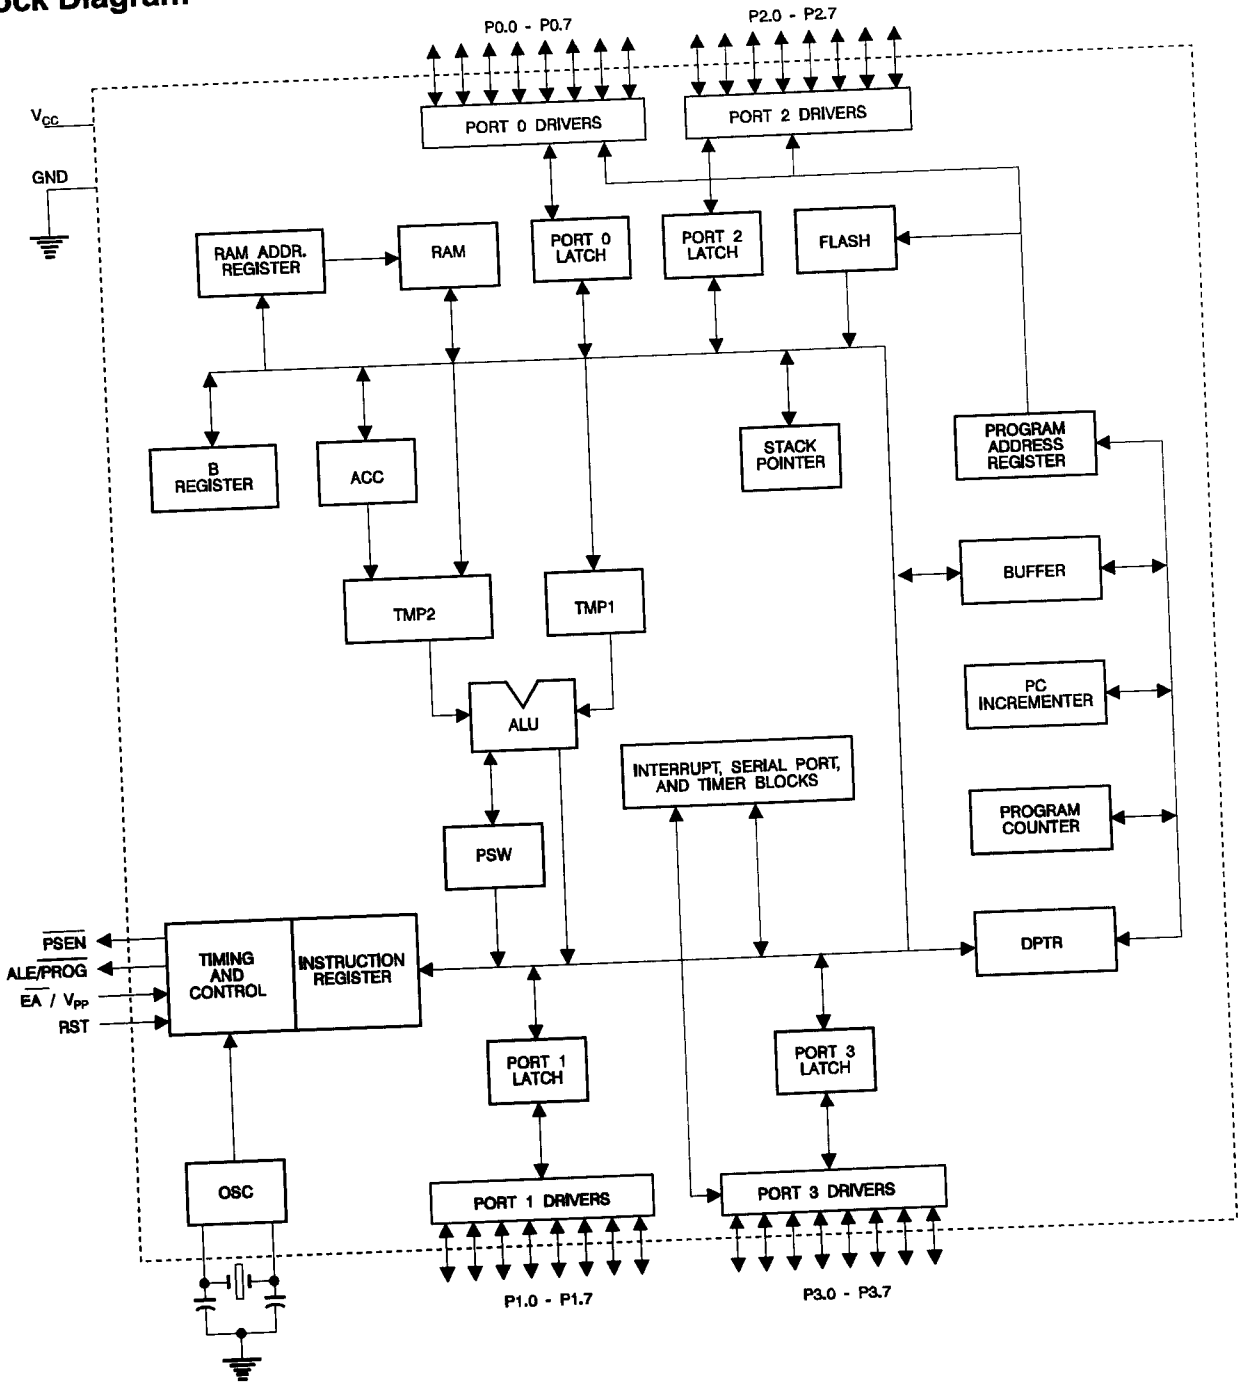 Diagram
P0.0 - P0.7
P2.0 - P2.7
VCC
GND
PORT 0 DRIVERS
PORT 2 DRIVERS
RAM ADDR.
REGISTER
RAM
PORT 0
LATCH
PORT 2
LATCH
FLASH
B
REGISTER
ACC
STACK
POINTER
PROGRAM
ADDRESS
REGISTER
BUFFER
TMP2
TMP1
ALU
PC
INCREMENTER
INTERRUPT, SERIAL PORT,
AND TIMER BLOCKS
PROGRAM
COUNTER
PSW
PSEN
ALE/PROG
EA / VPP
RST
TIMING
AND
CONTROL
INSTRUCTION
REGISTER
DPTR
PORT 1
LATCH
PORT 3
LATCH
OSC
PORT 1 DRIVERS
PORT 3 DRIVERS
P1.0 - P1.7
P3.0 - P3.7